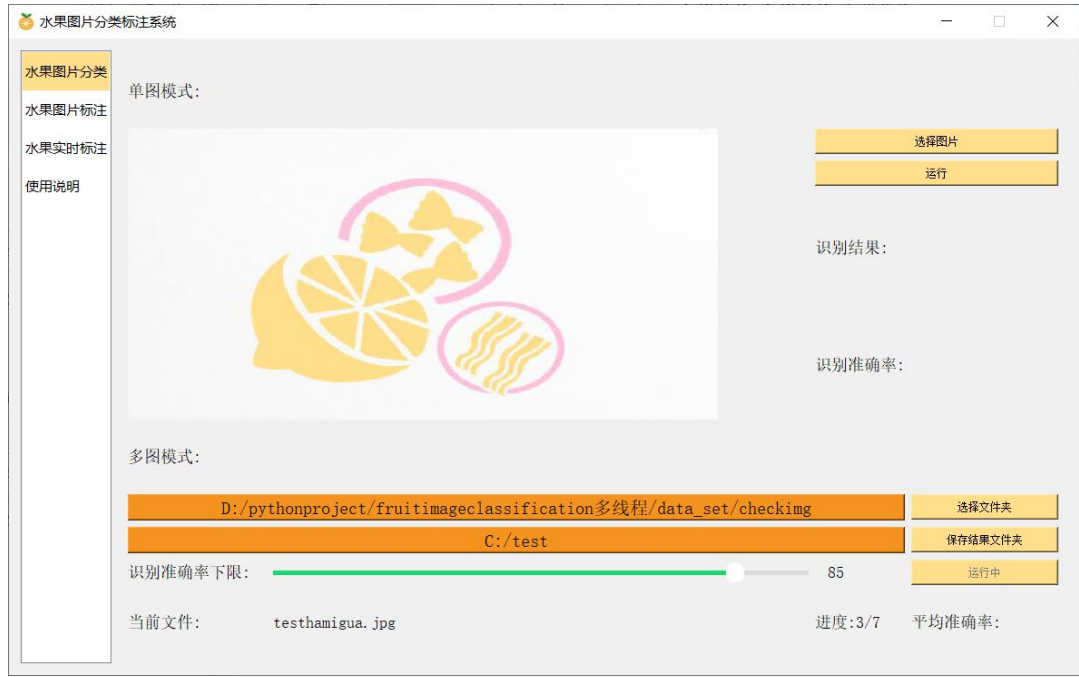 水果图片分类标注系统
水果图片分类
水果图片标注
水果实时标注
使用说明
单图模式:
选择图片
运行
识别结果:
识别准确率:
多图模式:
D:/pythonproject/fruitimageclassification多线程/data_set/checkimg
选择文件夹
C:/test
保存结果文件夹
识别准确率下限:
85
运行中
当前文件:
testhamigua.jpg
进度:3/7
平均准确率: